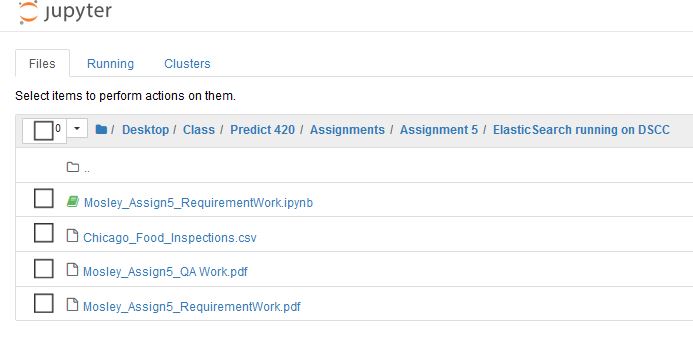 jupyter
Files Running Clusters
Select items to perform actions on them.
0 / Desktop / Class / Predict 420 / Assignments / Assignment 5 / ElasticSearch running on DSCC
..
Mosley_Assign5_RequirementWork.ipynb
Chicago_Food_Inspections.csv
Mosley_Assign5_QA Work.pdf
Mosley_Assign5_RequirementWork.pdf